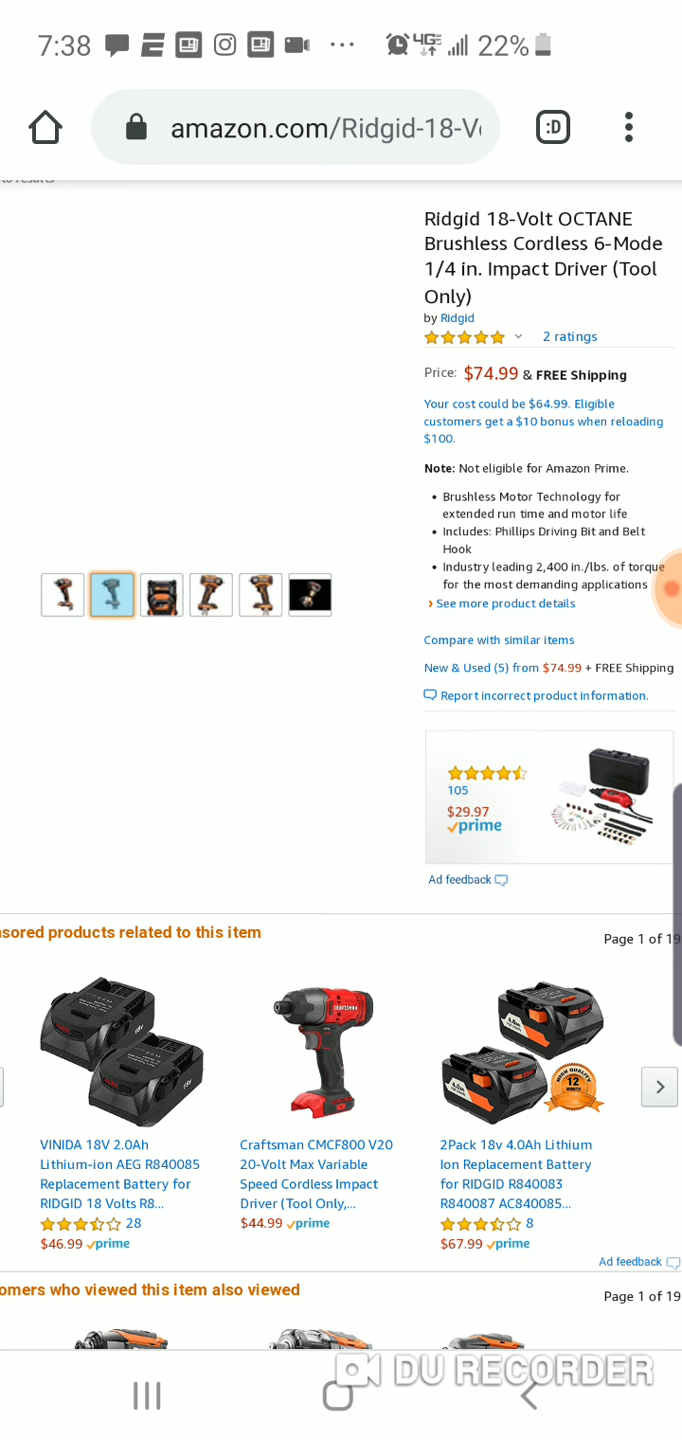 7:38
22%
amazon.com/Ridgid-18-V
:D
to results
Ridgid 18-Volt OCTANE
Brushless Cordless 6-Mode
1/4 in. Impact Driver (Tool
Only)
by Ridgid
2 ratings
Price: $74.99 & FREE Shipping
Your cost could be $64.99. Eligible
customers get a $10 bonus when reloading
$100.
Note: Not eligible for Amazon Prime.
• Brushless Motor Technology for
extended run time and motor life
• Includes: Phillips Driving Bit and Belt
Hook
• Industry leading 2,400 in./lbs. of torque
for the most demanding applications
› See more product details
Compare with similar items
New & Used (5) from $74.99 + FREE Shipping
Report incorrect product information.
105
$29.97
prime
Ad feedback
nsored products related to this item
Page 1 of 19
VINIDA 18V 2.0Ah
Lithium-ion AEG R840085
Replacement Battery for
RIDGID 18 Volts R8...
28
$46.99 prime
CRAFTSMAN
Craftsman CMCF800 V20
20-Volt Max Variable
Speed Cordless Impact
Driver (Tool Only,...
$44.99 prime
HIGH QUALITY
12
MONTH
2Pack 18v 4.0Ah Lithium
Ion Replacement Battery
for RIDGID R840083
R840087 AC840085...
8
$67.99 prime
Ad feedback
omers who viewed this item also viewed
Page 1 of 19
DU RECORDER